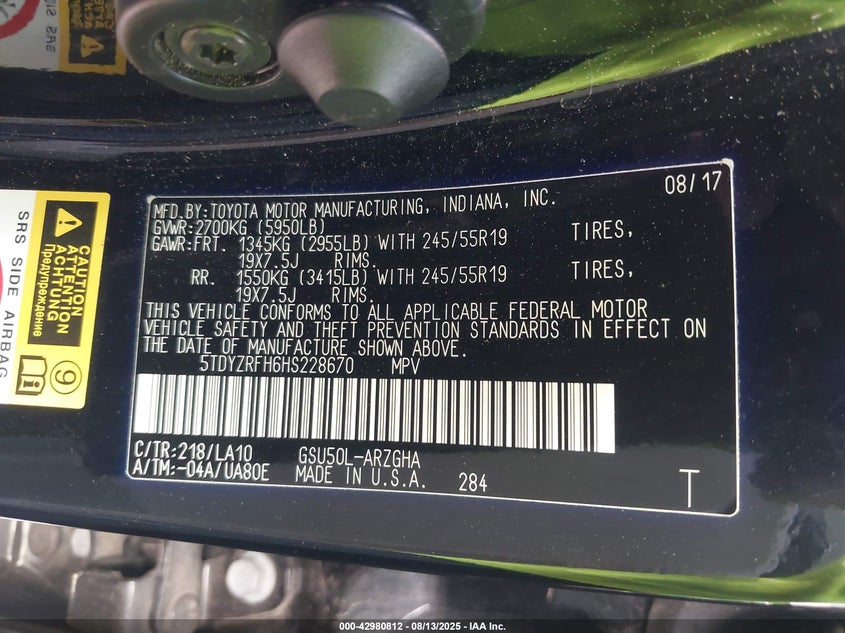 08/17
MFD.BY:TOYOTA MOTOR MANUFACTURING, INDIANA, INC.
GVWR:2700KG (5950LB)
GAWR:FRT. 1345KG (2955LB) WITH 245/55R19 TIRES,
19X7.5J RIMS.
RR. 1550KG (3415LB) WITH 245/55R19 TIRES,
19X7.5J RIMS.
THIS VEHICLE CONFORMS TO ALL APPLICABLE FEDERAL MOTOR
VEHICLE SAFETY AND THEFT PREVENTION STANDARDS IN EFFECT ON
THE DATE OF MANUFACTURE SHOWN ABOVE.
5TDYZRFH6HS228670 MPV
C/TR:218/LA10 GSU50L-ARZGHA
A/TM:-04A/UA80E MADE IN U.S.A. 284 T
SRS SIDE AIRBAG
CAUTION
ATTENTION
ACHTUNG
Предупреждение
9
000-42980812 - 08/13/2025 - IAA Inc.